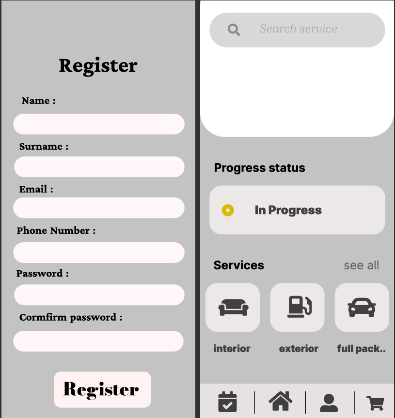 Register
Name :
Surname :
Email :
Phone Number :
Password :
Cormfirm password :
Register
Search service
Progress status
In Progress
Services see all
interior exterior full pack..